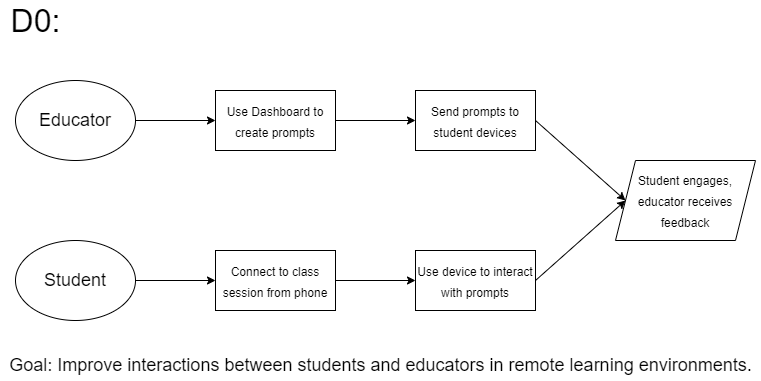 D0:
Educator
Use Dashboard to
create prompts
Send prompts to
student devices
Student engages,
educator receives
feedback
Student
Connect to class
session from phone
Use device to interact
with prompts
Goal: Improve interactions between students and educators in remote learning environments.